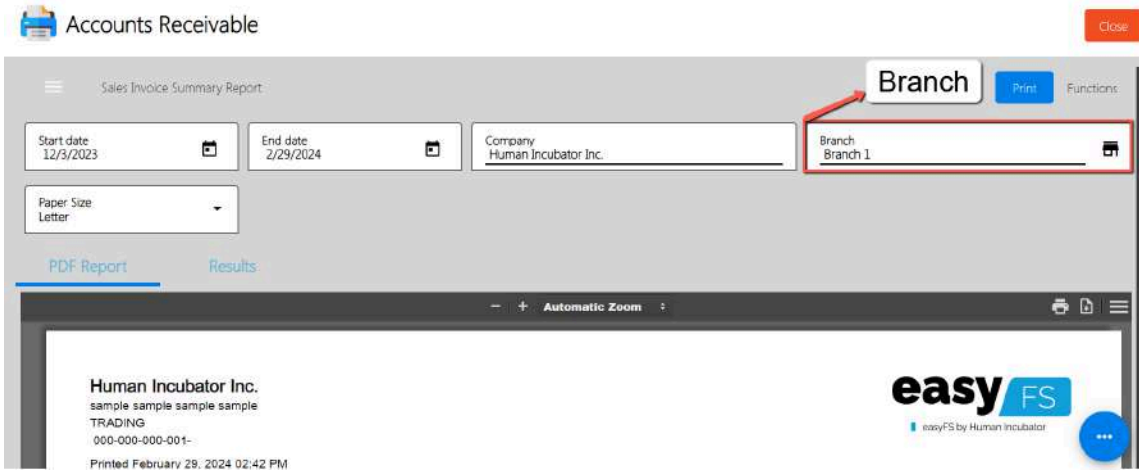 Accounts Receivable
Close
Sales Invoice Summary Report
Branch
Print
Functions
Start date
12/3/2023
End date
2/29/2024
Company
Human Incubator Inc.
Branch
Branch 1
Paper Size
Letter
PDF Report
Results
Automatic Zoom
Human Incubator Inc.
sample sample sample sample
TRADING
000-000-000-001-
Printed February 29, 2024 02:42 PM
easy FS
easyFS by Human Incubator